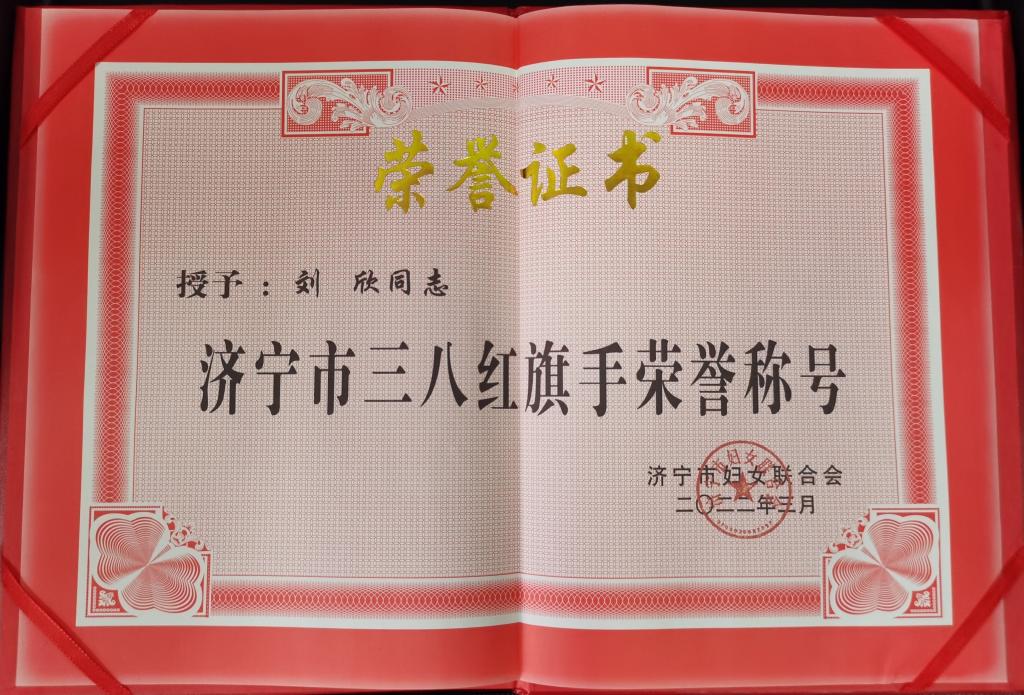 荣誉证书
授予：刘 欣同志
济宁市三八红旗手荣誉称号
济宁市妇女联合会
二〇二二年三月